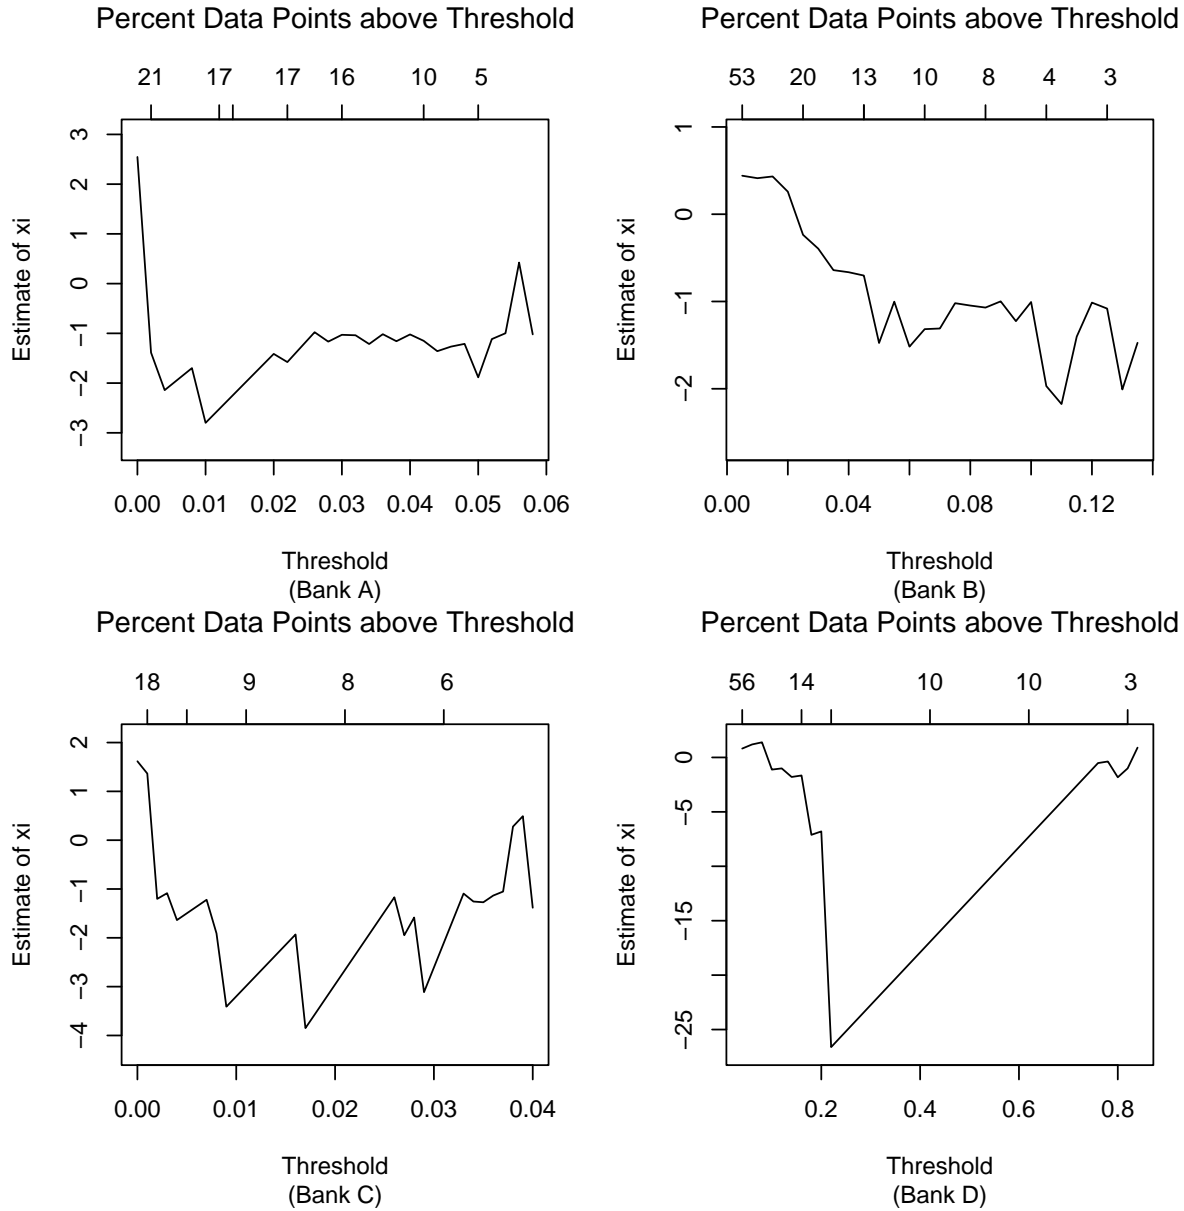 Percent Data Points above Threshold
21 17 17 16 10 5
3
2
1
0
−1
−2
−3
Estimate of xi
0.00 0.01 0.02 0.03 0.04 0.05 0.06
Threshold
(Bank A)
Percent Data Points above Threshold
53 20 13 10 8 4 3
1
0
−1
−2
Estimate of xi
0.00 0.04 0.08 0.12
Threshold
(Bank B)
Percent Data Points above Threshold
18 9 8 6
2
1
0
−1
−2
−3
−4
Estimate of xi
0.00 0.01 0.02 0.03 0.04
Threshold
(Bank C)
Percent Data Points above Threshold
56 14 10 10 3
0
−5
−15
−25
Estimate of xi
0.2 0.4 0.6 0.8
Threshold
(Bank D)